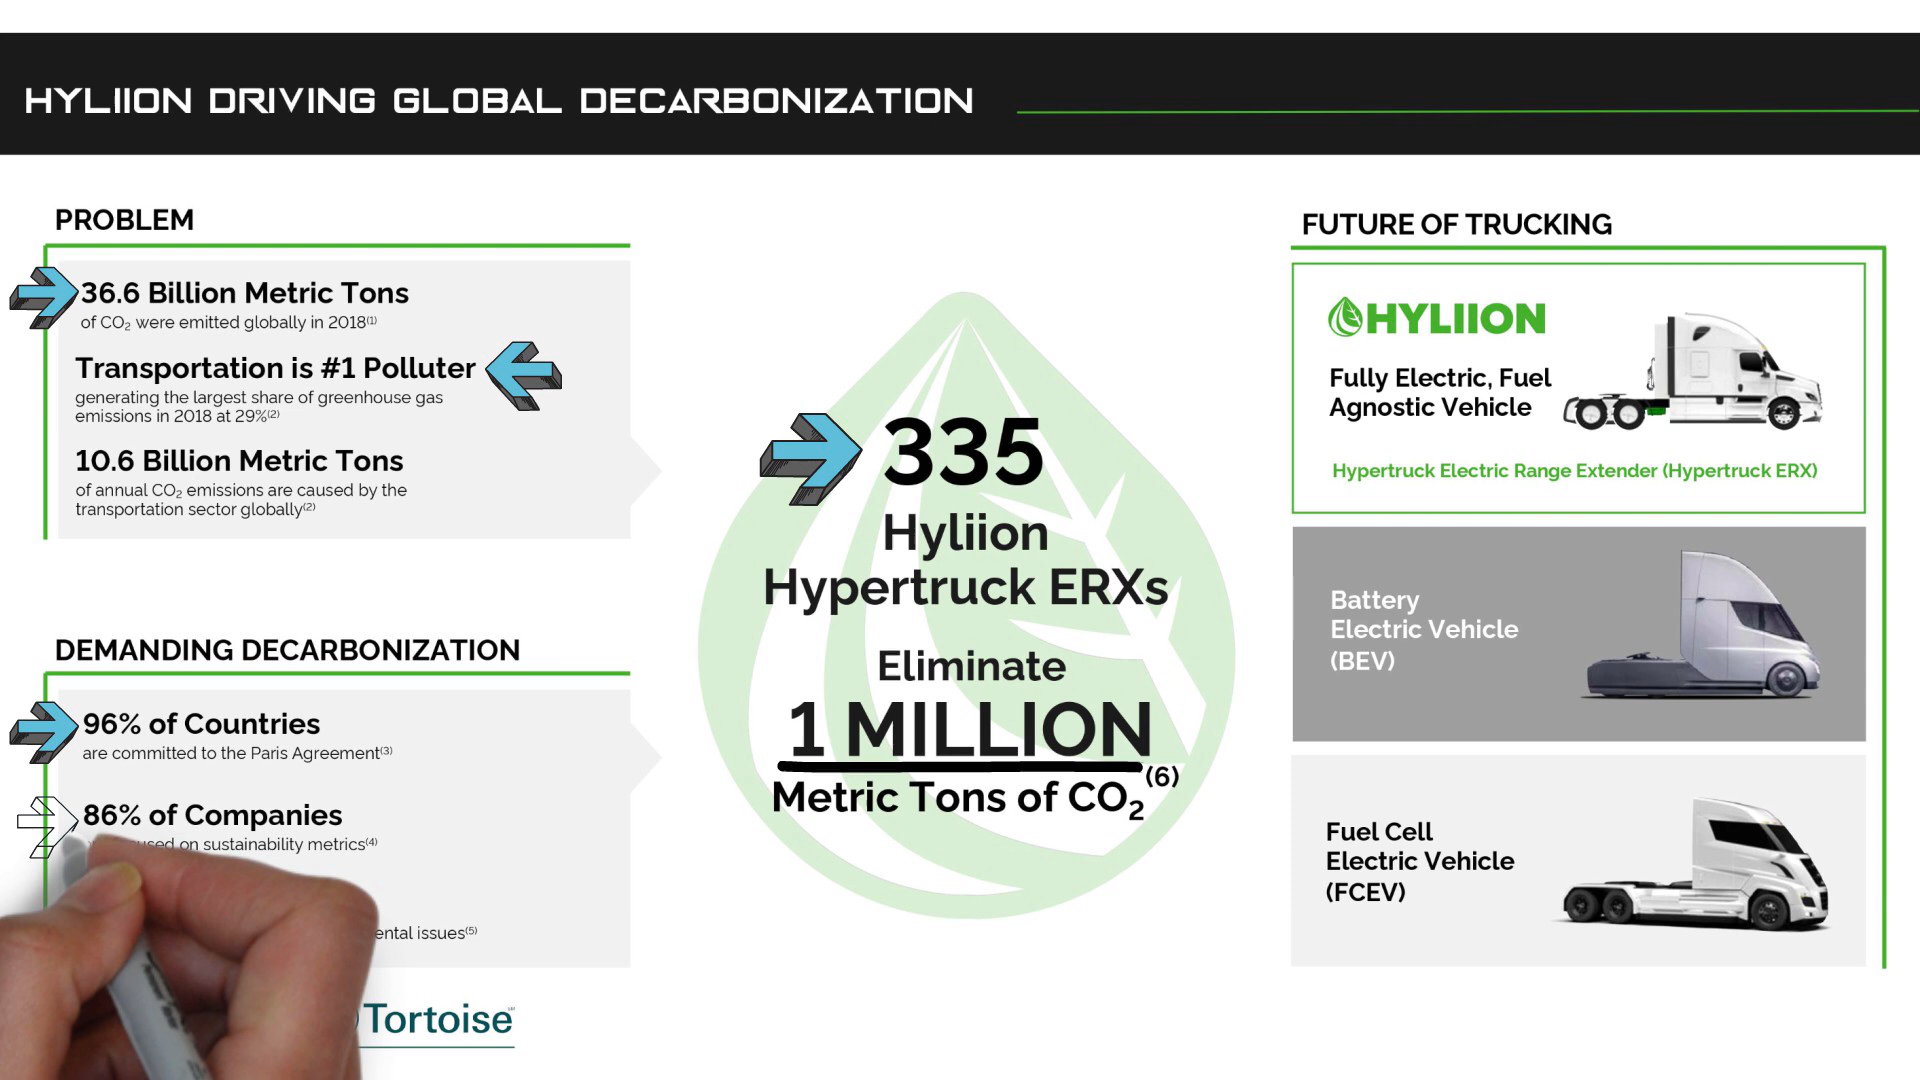 HYLIION DRIVING GLOBAL DECARBONIZATION
PROBLEM
36.6 Billion Metric Tons
of CO₂ were emitted globally in 2018⁽¹⁾
Transportation is #1 Polluter
generating the largest share of greenhouse gas
emissions in 2018 at 29%⁽²⁾
10.6 Billion Metric Tons
of annual CO₂ emissions are caused by the
transportation sector globally⁽²⁾
DEMANDING DECARBONIZATION
96% of Countries
are committed to the Paris Agreement⁽³⁾
86% of Companies
on sustainability metrics⁽⁴⁾
issues⁽⁵⁾
Tortoise
335
Hyliion
Hypertruck ERXs
Eliminate
1 MILLION
Metric Tons of CO₂⁽⁶⁾
FUTURE OF TRUCKING
HYLIION
Fully Electric, Fuel
Agnostic Vehicle
Hypertruck Electric Range Extender (Hypertruck ERX)
Battery
Electric Vehicle
(BEV)
Fuel Cell
Electric Vehicle
(FCEV)